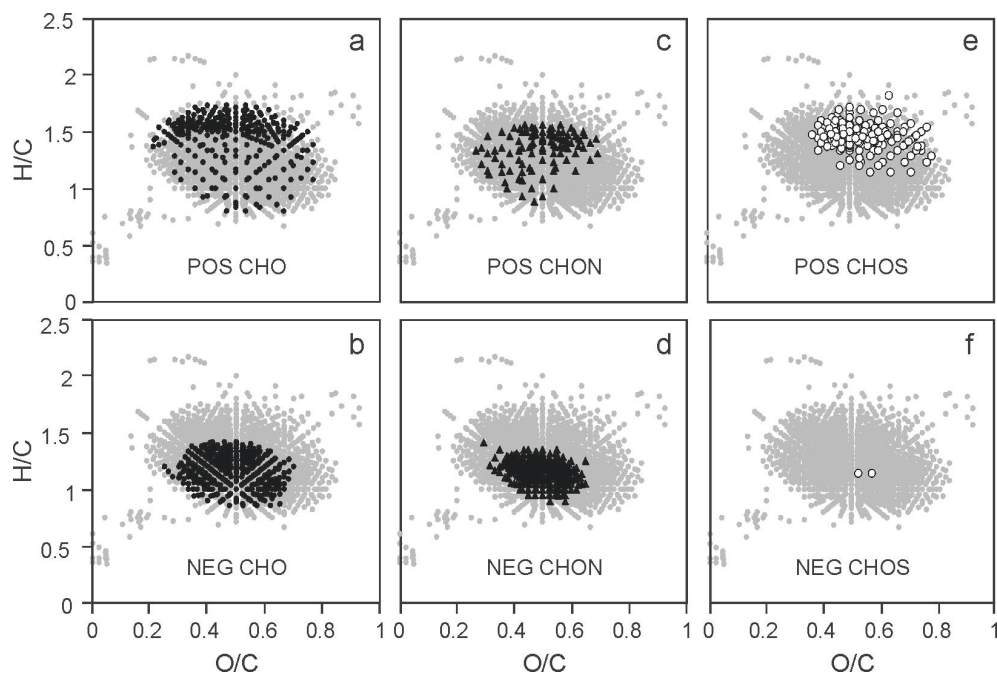 2.5
a
c
e
2
1.5
H/C
1
0.5
POS CHO
POS CHON
POS CHOS
0
2.5
b
d
f
2
1.5
H/C
1
0.5
NEG CHO
NEG CHON
NEG CHOS
0
0 0.2 0.4 0.6 0.8 1 0 0.2 0.4 0.6 0.8 1 0 0.2 0.4 0.6 0.8 1
O/C O/C O/C